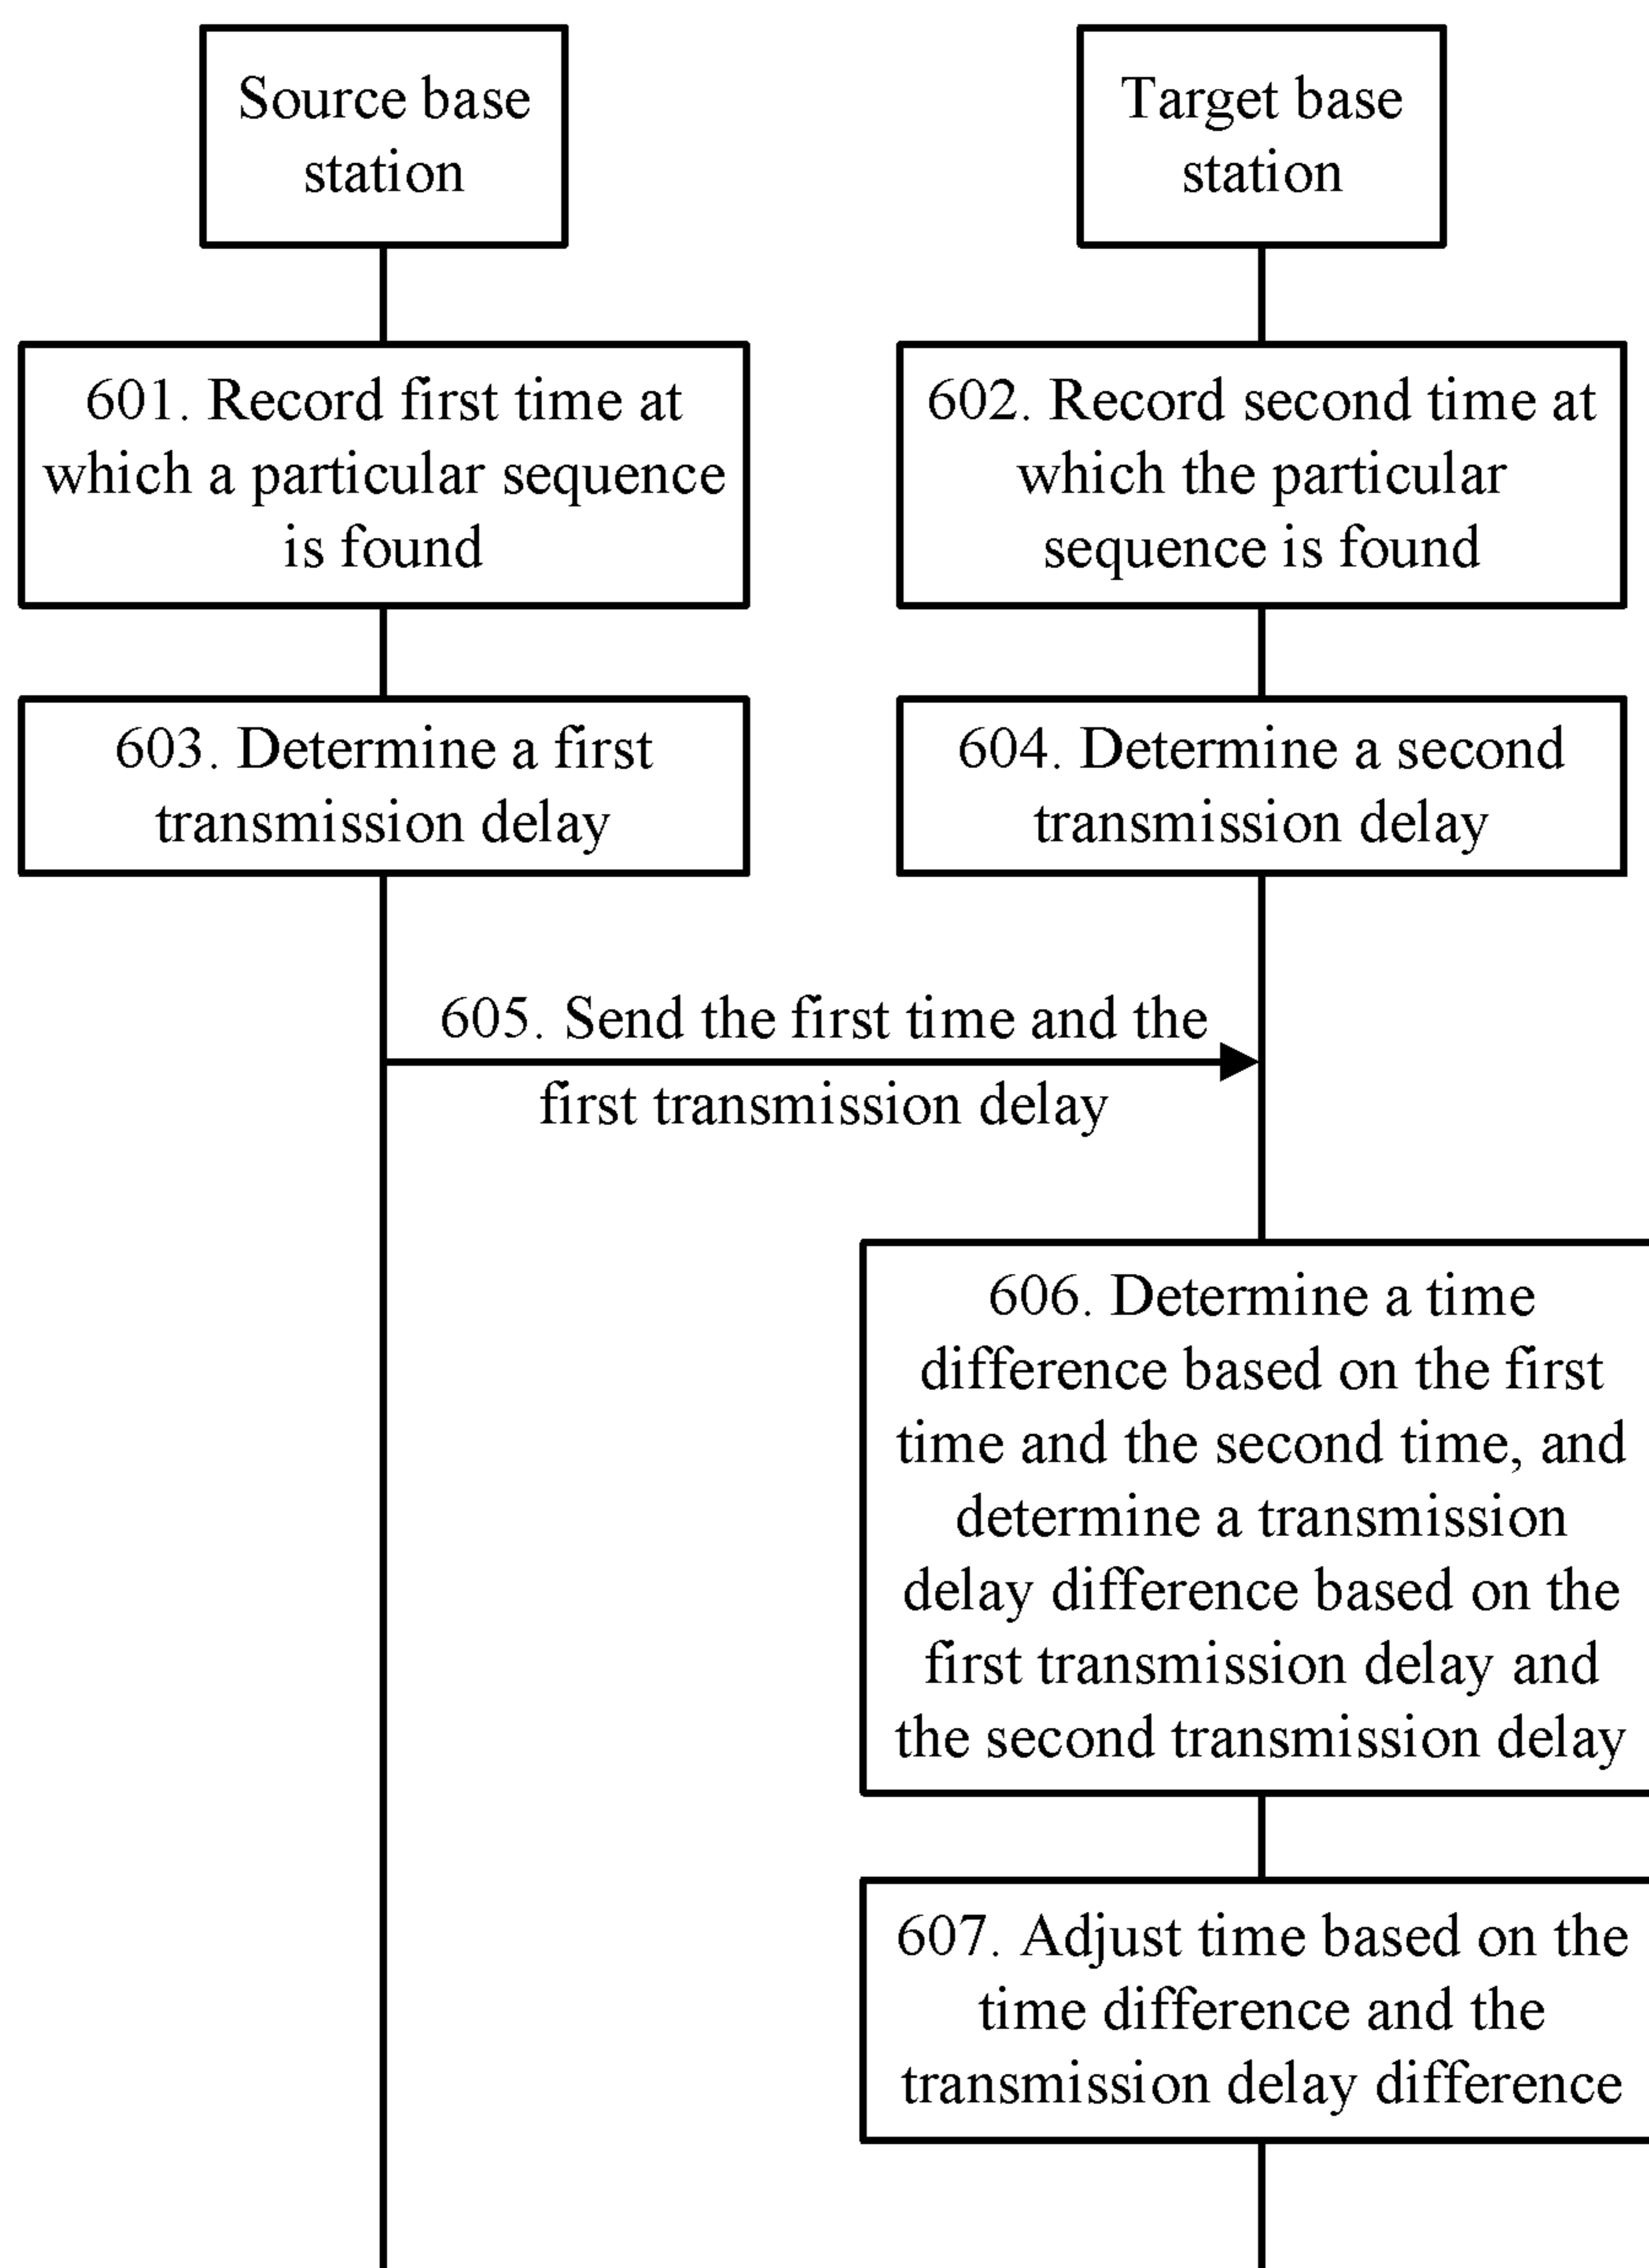 Source base
station
Target base
station
601. Record first time at
which a particular sequence
is found
602. Record second time at
which the particular
sequence is found
603. Determine a first
transmission delay
604. Determine a second
transmission delay
605. Send the first time and the
first transmission delay
606. Determine a time
difference based on the first
time and the second time, and
determine a transmission
delay difference based on the
first transmission delay and
the second transmission delay
607. Adjust time based on the
time difference and the
transmission delay difference